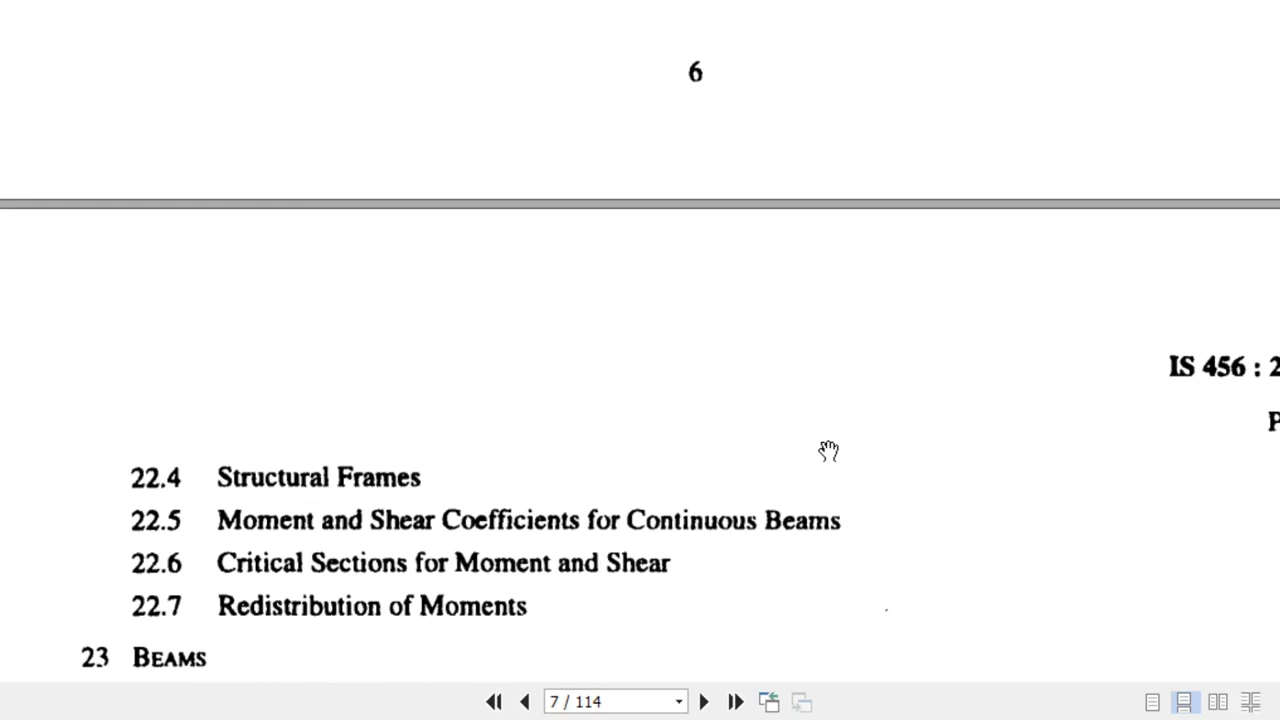 6
IS 456 : 2
P
22.4 Structural Frames
22.5 Moment and Shear Coefficients for Continuous Beams
22.6 Critical Sections for Moment and Shear
22.7 Redistribution of Moments
23 BEAMS
7 / 114